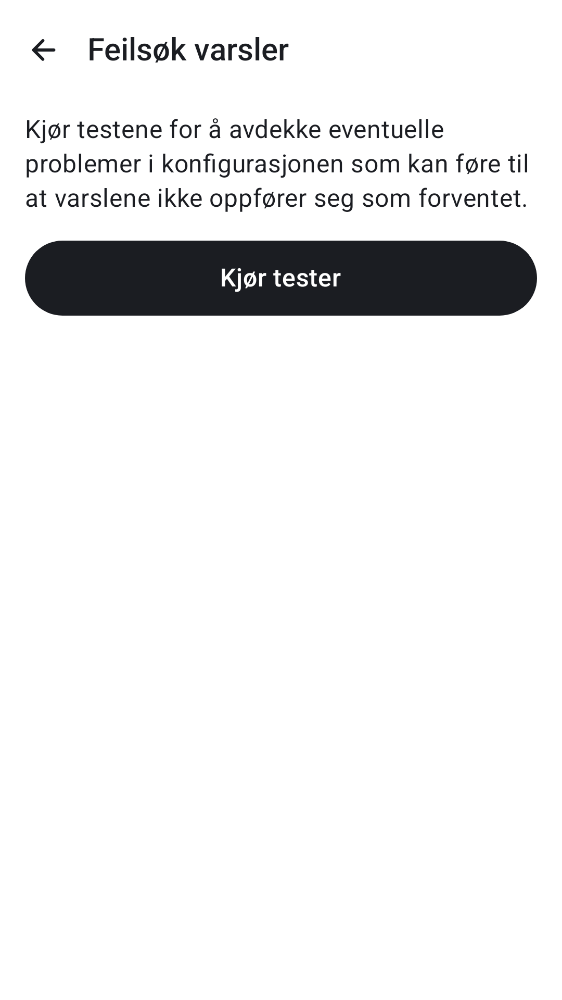 Feilsøk varsler
Kjør testene for å avdekke eventuelle
problemer i konfigurasjonen som kan føre til
at varslene ikke oppfører seg som forventet.
Kjør tester